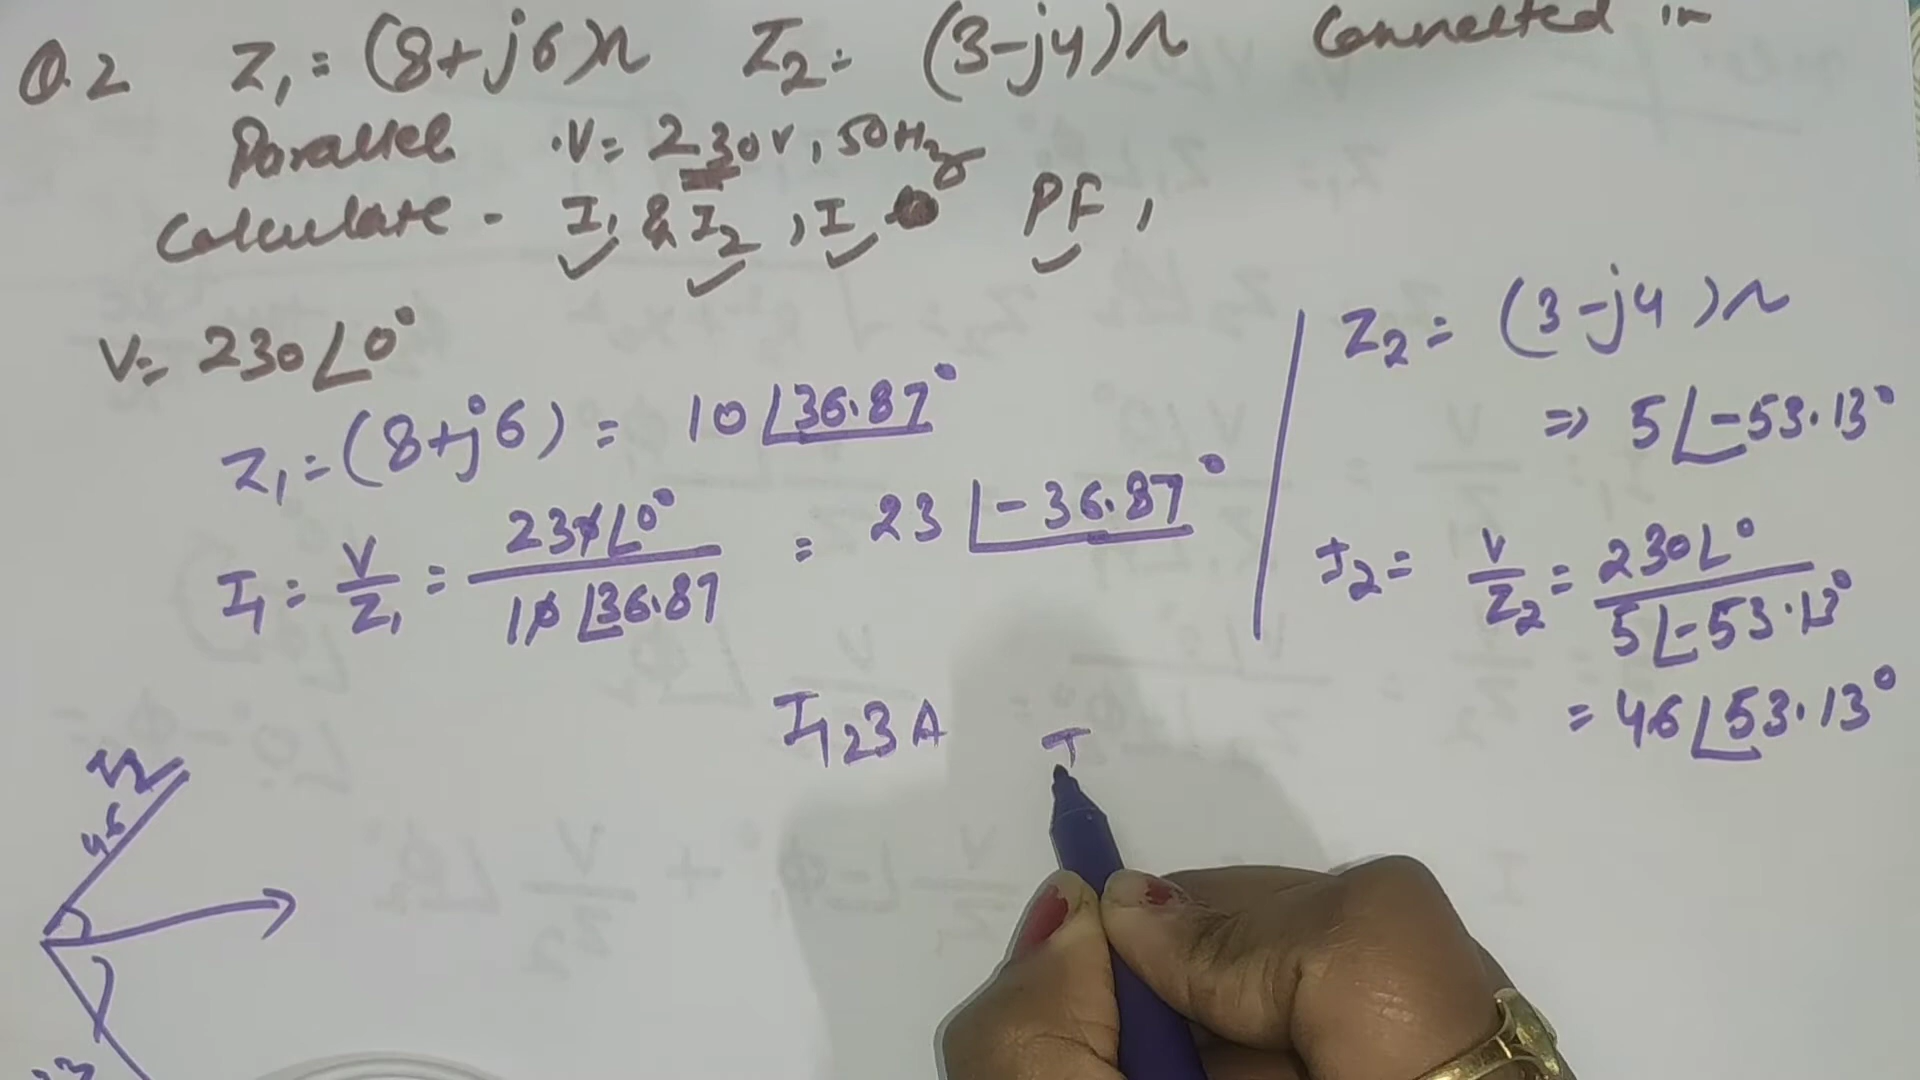 Q.2 Z₁ = (8+j6)Ω Z₂ = (3-j4)Ω Connected in
Parallel .V= 230V, 50Hz
Calculate - I₁ & I₂, I PF,
V= 230∠0°
Z₁ = (8+j6) = 10∠36.87°
I₁ = V/Z₁ = 230∠0°/10∠36.87 = 23∠-36.87°
Z₂ = (3-j4)Ω
⇒ 5∠-53.13°
I₂ = V/Z₂ = 230∠0°/5∠-53.13°
= 46∠53.13°
I₁ 23A I
I₂
46
23